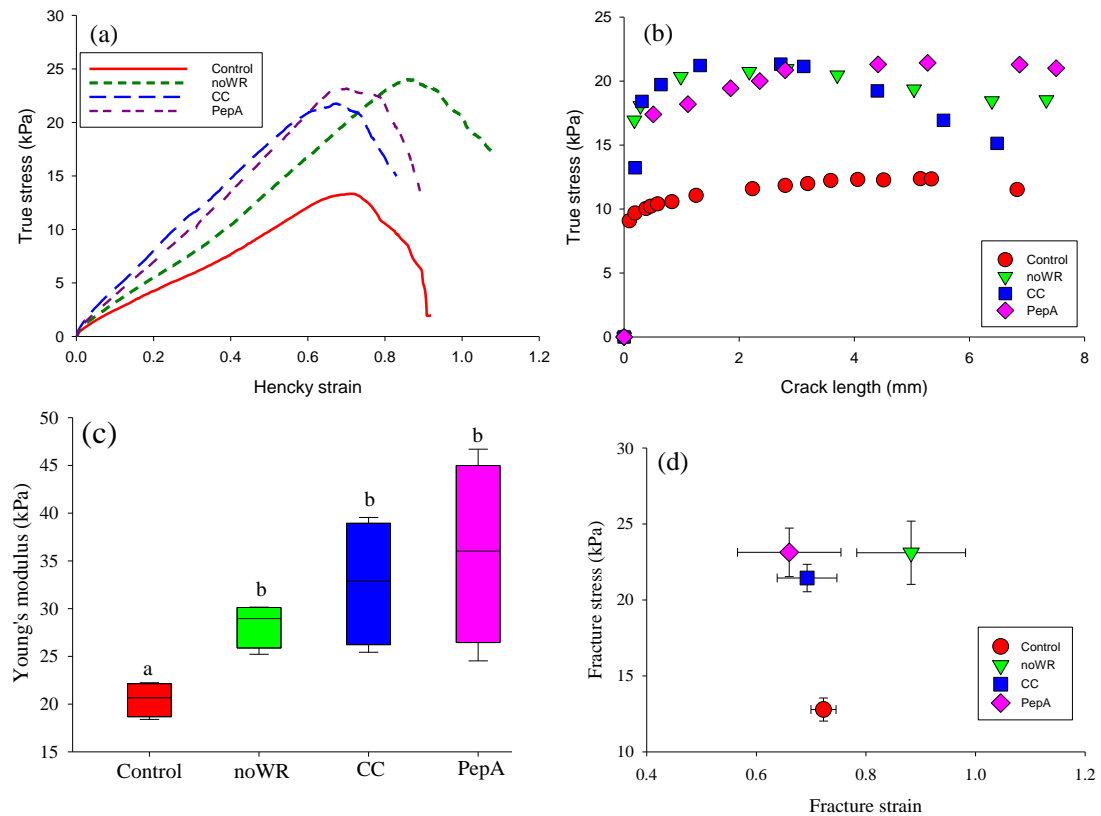 (a)
30
25
20
15
10
5
0
True stress (kPa)
Control
noWR
CC
PepA
0.0 0.2 0.4 0.6 0.8 1.0 1.2
Hencky strain
(b)
25
20
15
10
5
0
True stress (kPa)
Control
noWR
CC
PepA
0 2 4 6 8
Crack length (mm)
(c)
50
45
40
35
30
25
20
15
Young's modulus (kPa)
a
b
b
b
Control noWR CC PepA
(d)
30
25
20
15
10
Fracture stress (kPa)
Control
noWR
CC
PepA
0.4 0.6 0.8 1.0 1.2
Fracture strain